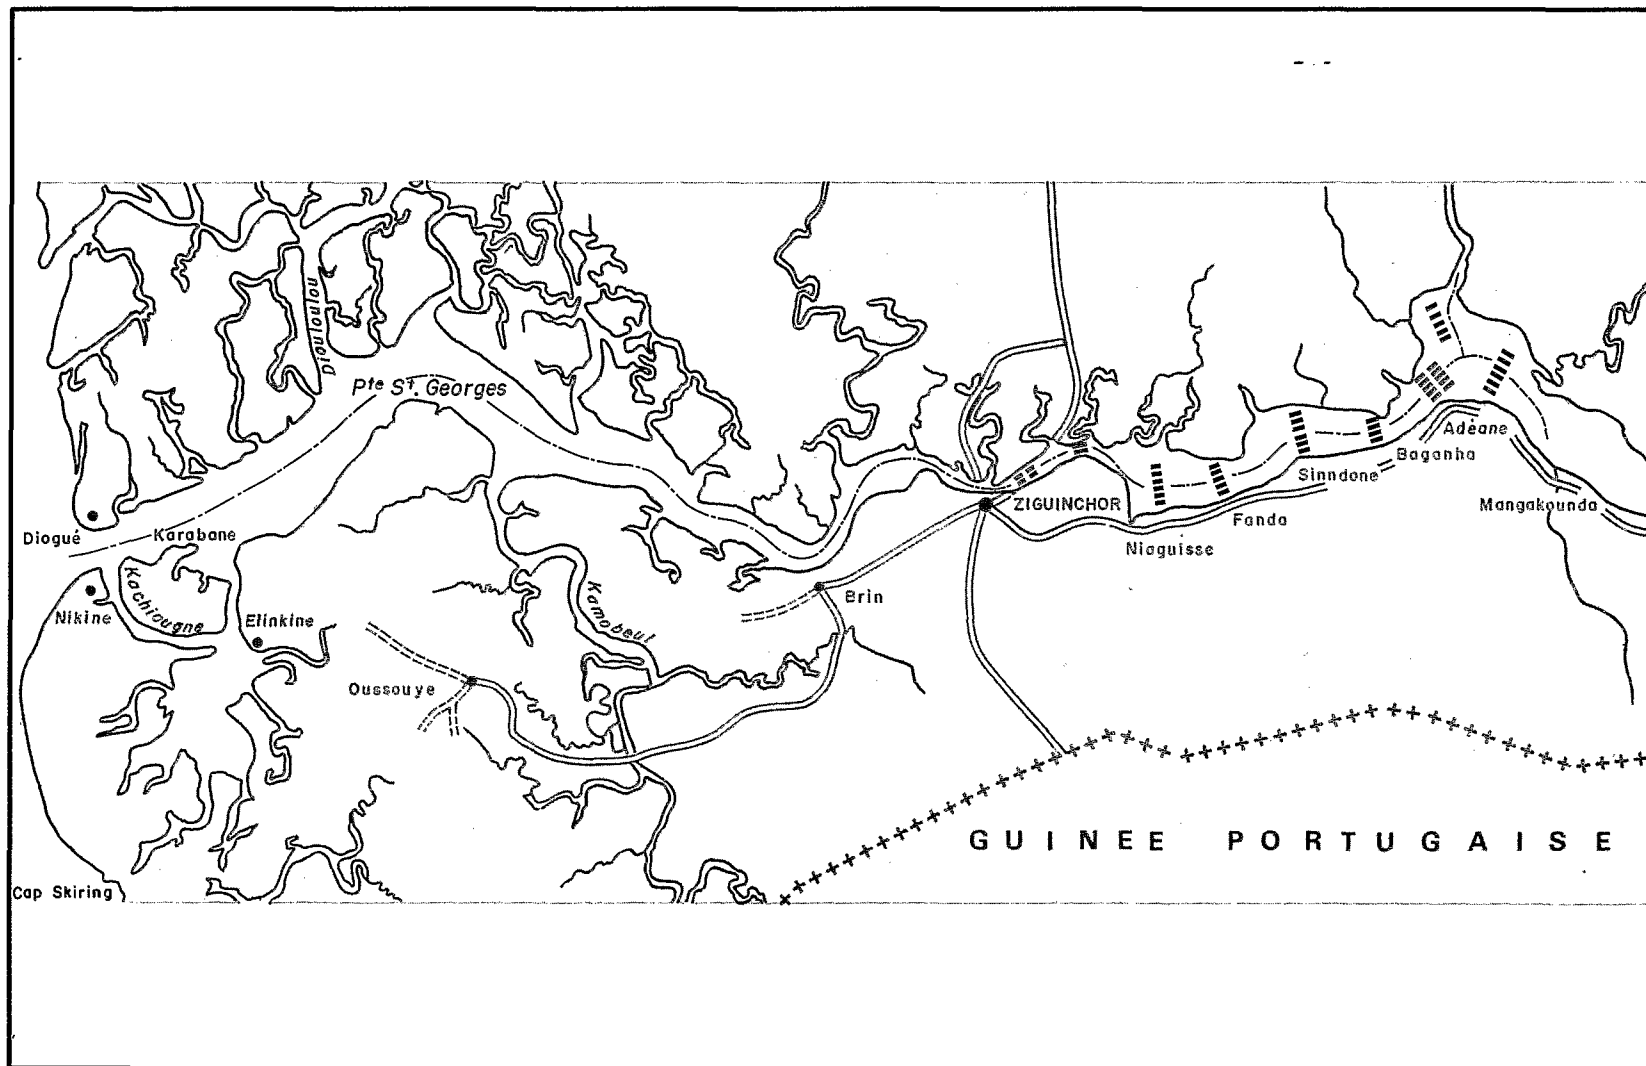 Diouloulou
Pte St. Georges
Adéane
Baganha
Sinndone
Mangakounda
ZIGUINCHOR
Fanda
Niaguisse
Diogué
Karabane
Kachiougne
Nikine
Elinkine
Kamobeul
Brin
Oussouye
GUINEE PORTUGAISE
Cap Skiring